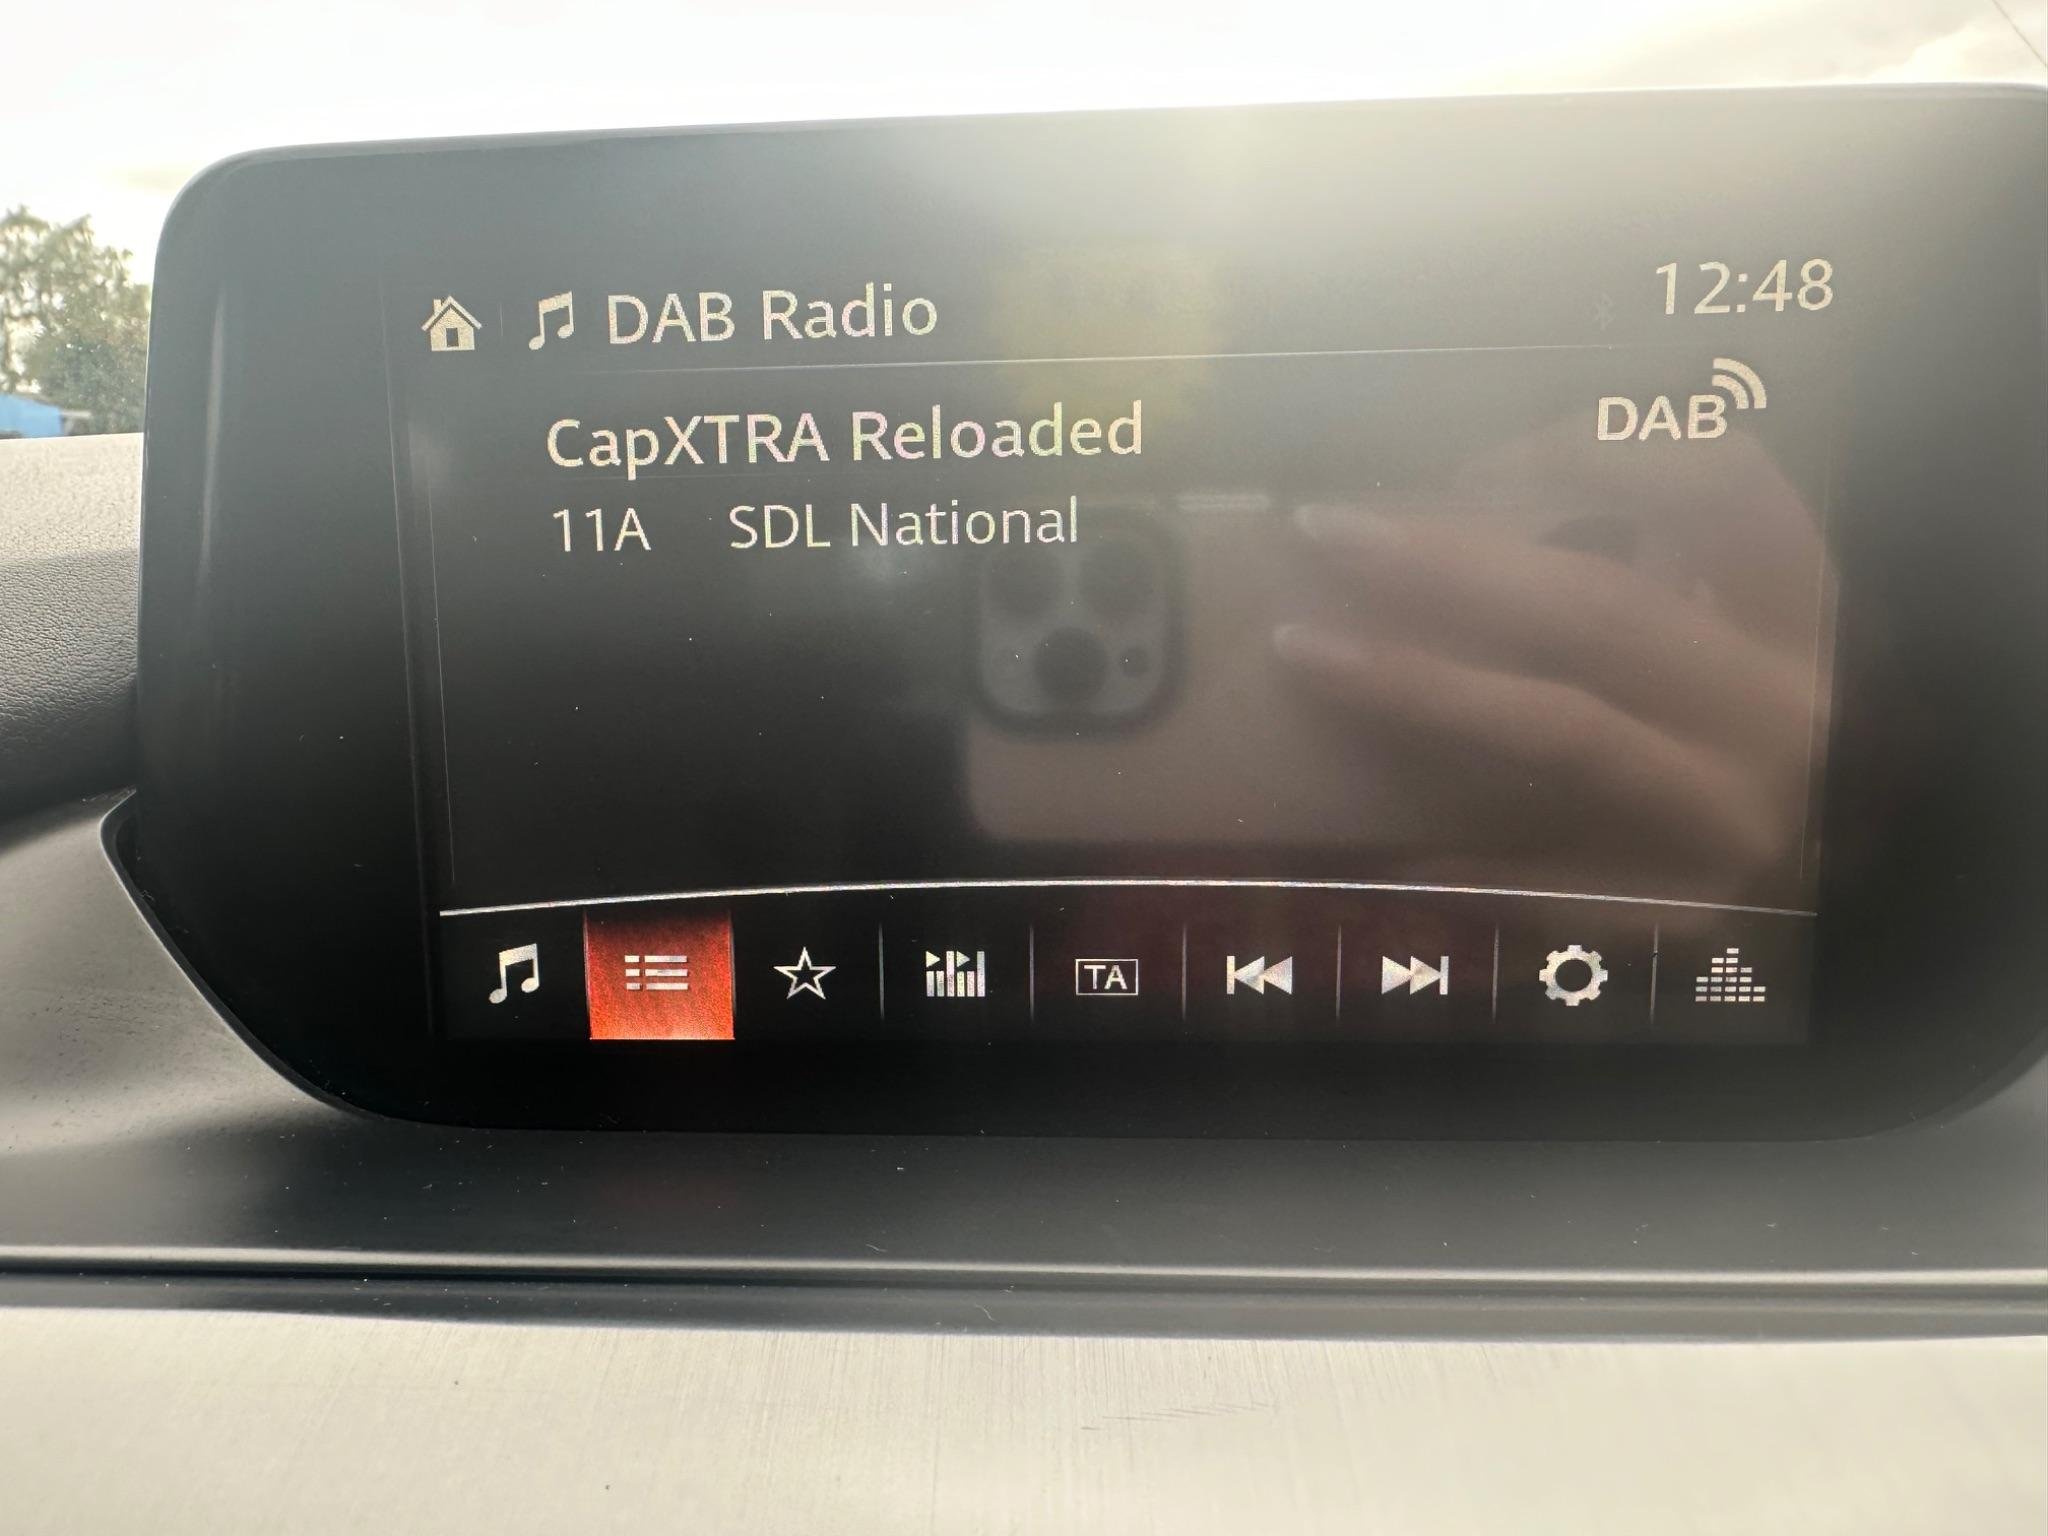 DAB Radio
12:48
CapXTRA Reloaded
DAB
11A SDL National
TA